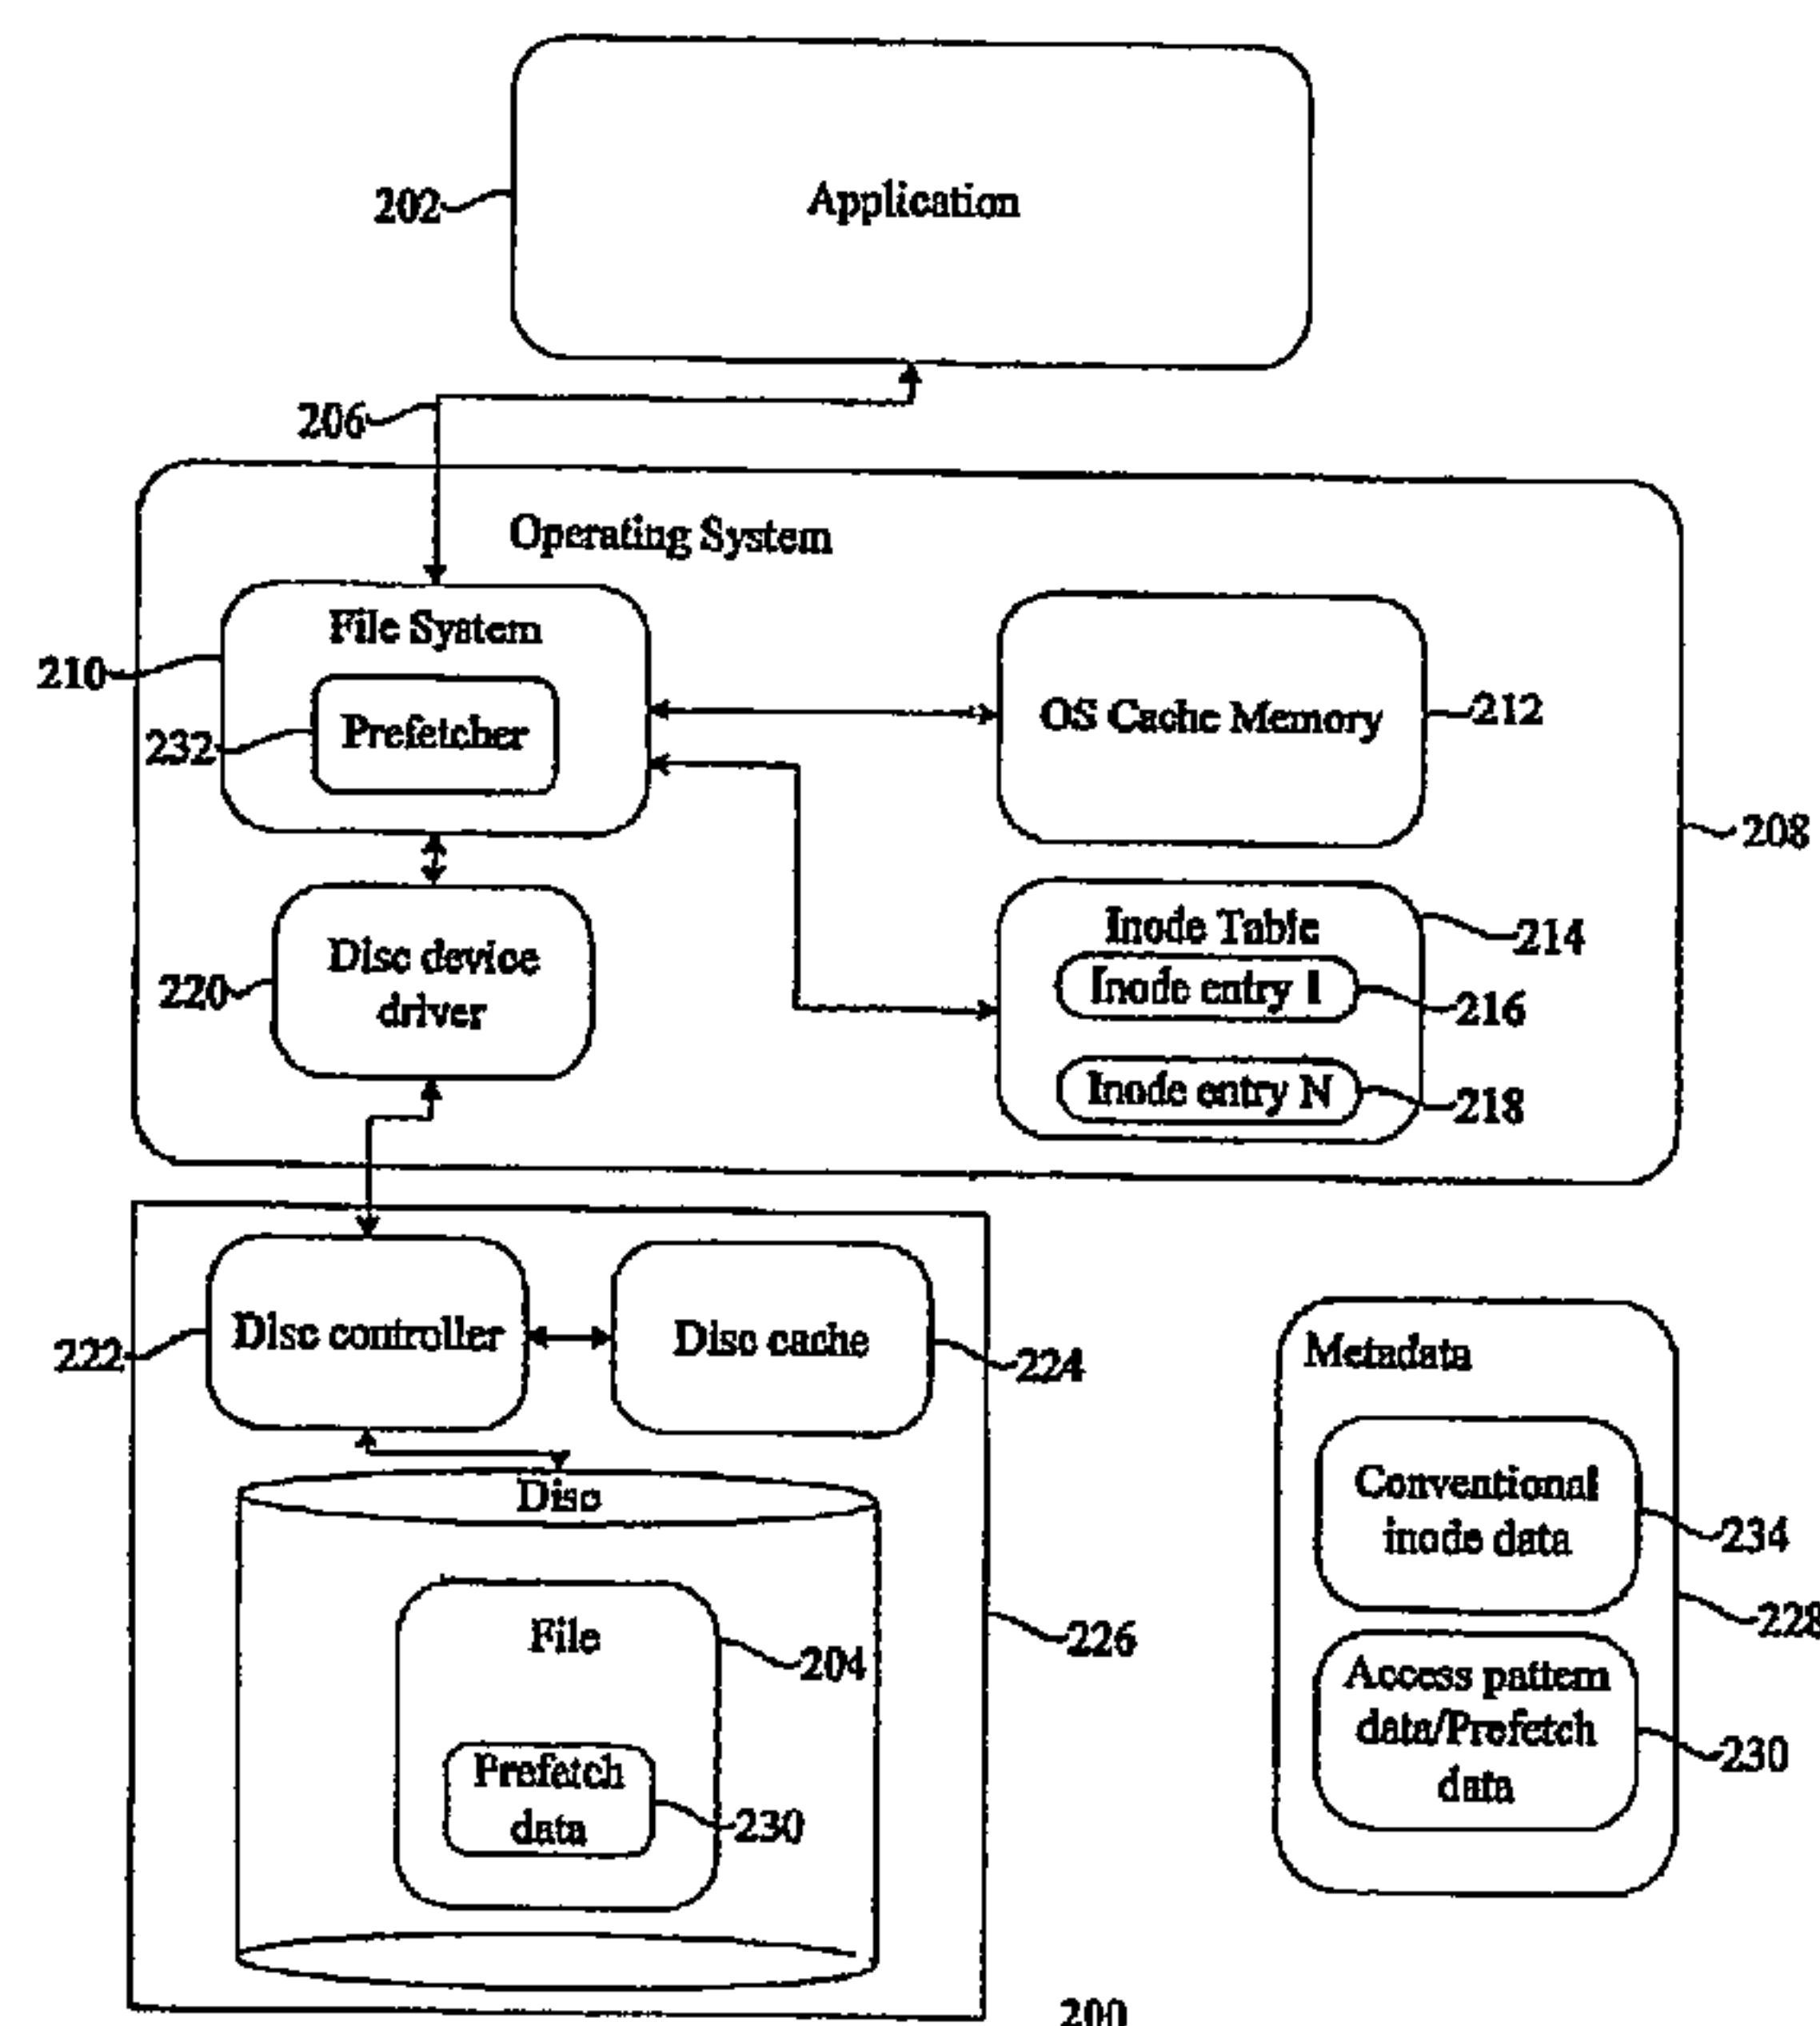 Application
202
206
Operating System
File System
210
Prefetcher
232
OS Cache Memory
212
208
Disc device
driver
220
Inode Table
214
Inode entry 1
216
Inode entry N
218
Disc controller
222
Disc cache
224
Metadata
Conventional
inode data
234
228
Access pattern
data/Prefetch
data
230
Disc
File
204
226
Prefetch
data
230
200